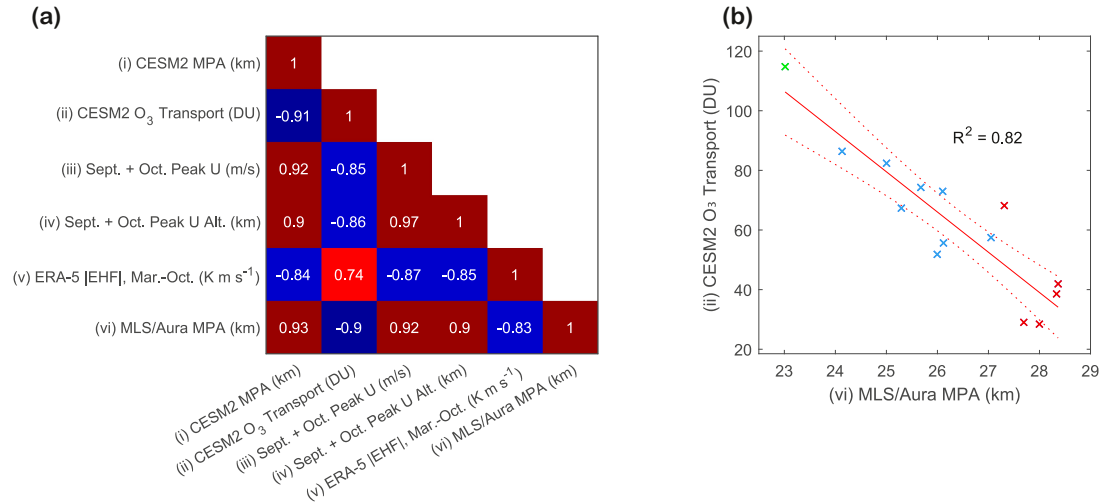 (a)
(i) CESM2 MPA (km)
1
(ii) CESM2 O₃ Transport (DU)
-0.91 1
(iii) Sept. + Oct. Peak U (m/s)
0.92 -0.85 1
(iv) Sept. + Oct. Peak U Alt. (km)
0.9 -0.86 0.97 1
(v) ERA-5 |EHF|, Mar.-Oct. (K m s⁻¹)
-0.84 0.74 -0.87 -0.85 1
(vi) MLS/Aura MPA (km)
0.93 -0.9 0.92 0.9 -0.83 1
(i) CESM2 MPA (km)
(ii) CESM2 O₃ Transport (DU)
(iii) Sept. + Oct. Peak U (m/s)
(iv) Sept. + Oct. Peak U Alt. (km)
(v) ERA-5 |EHF|, Mar.-Oct. (K m s⁻¹)
(vi) MLS/Aura MPA (km)
(b)
(ii) CESM2 O₃ Transport (DU)
120
100
80
60
40
20
R² = 0.82
23 24 25 26 27 28 29
(vi) MLS/Aura MPA (km)